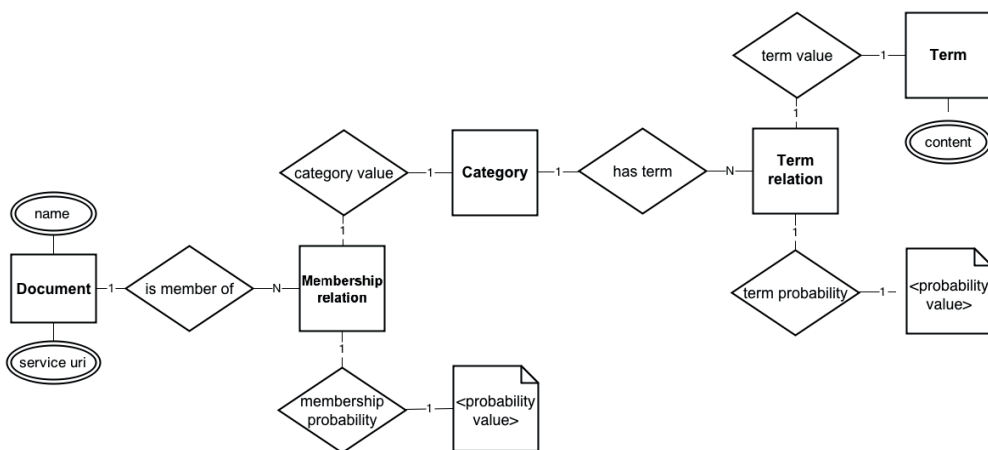 term value
1
Term
1
content
category value
1
Category
1
has term
N
Term
relation
name
1
1
Document
1
is member of
N
Membership
relation
term probability
1
<probability
value>
service uri
1
membership
probability
1
<probability
value>